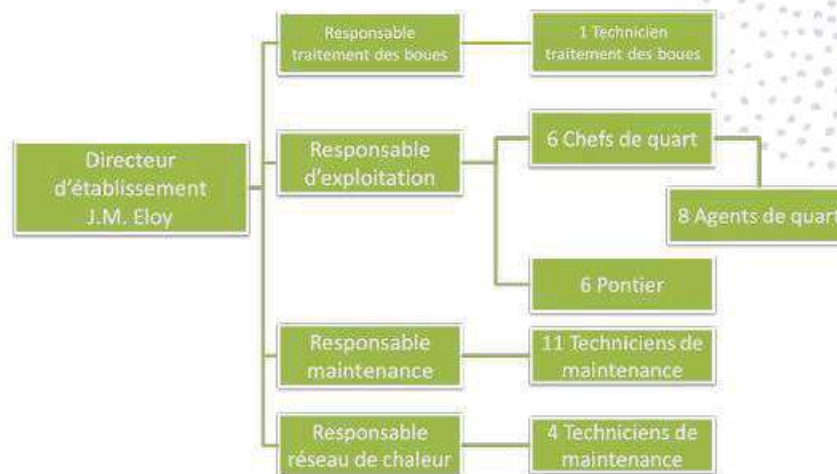 Responsable
traitement des boues
1 Technicien
traitement des boues
Directeur
d'établissement
J.M. Eloy
Responsable
d'exploitation
6 Chefs de quart
8 Agents de quart
6 Pontier
Responsable
maintenance
11 Techniciens de
maintenance
Responsable
réseau de chaleur
4 Techniciens de
maintenance